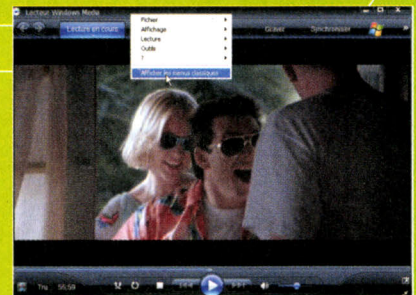 Lecteur Windows Media
Lecture en cours
Graver
Synchroniser
Fichier
Affichage
Lecture
Outils
?
Afficher les menus classiques
55:59